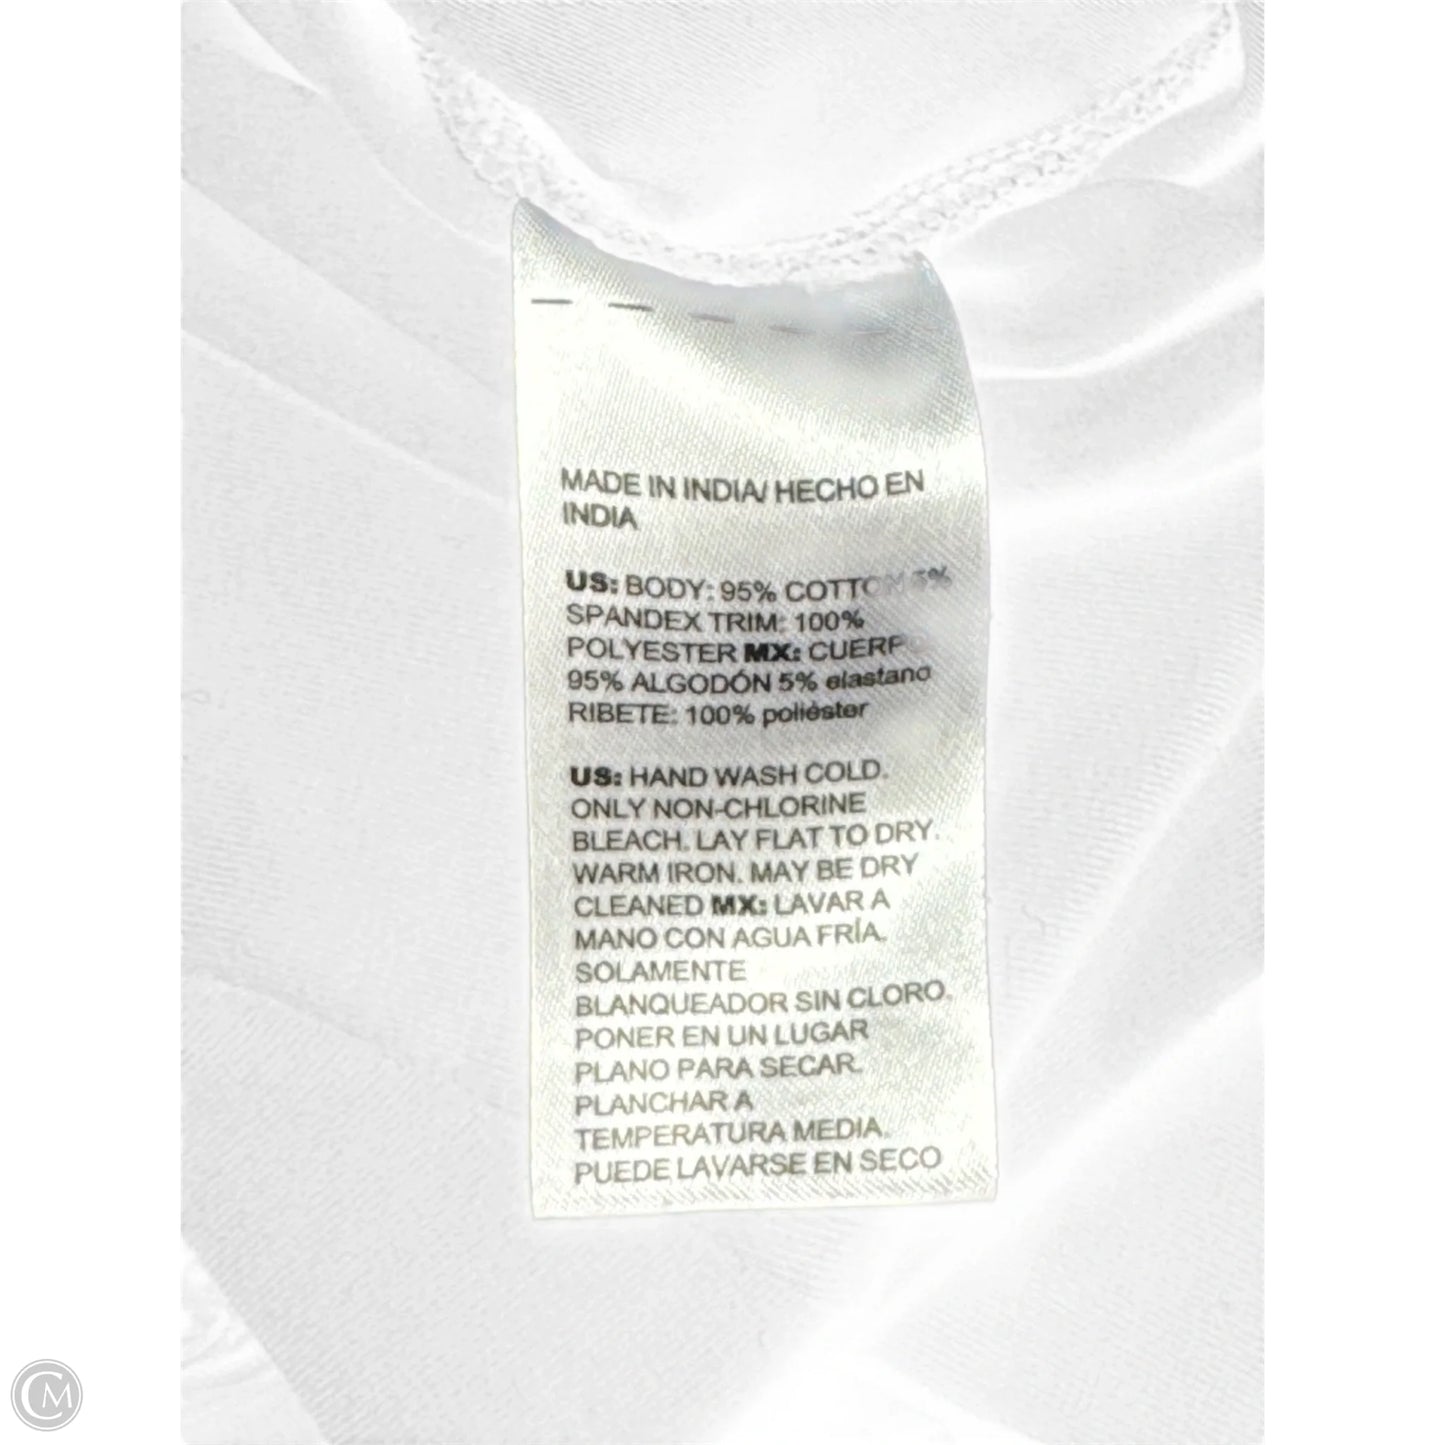 MADE IN INDIA/ HECHO EN
INDIA
US: BODY: 95% COTTON 5%
SPANDEX TRIM: 100%
POLYESTER MX: CUERPO
95% ALGODÓN 5% elastano
RIBETE: 100% poliéster
US: HAND WASH COLD.
ONLY NON-CHLORINE
BLEACH. LAY FLAT TO DRY.
WARM IRON. MAY BE DRY
CLEANED MX: LAVAR A
MANO CON AGUA FRÍA.
SOLAMENTE
BLANQUEADOR SIN CLORO.
PONER EN UN LUGAR
PLANO PARA SECAR.
PLANCHAR A
TEMPERATURA MEDIA.
PUEDE LAVARSE EN SECO
CM